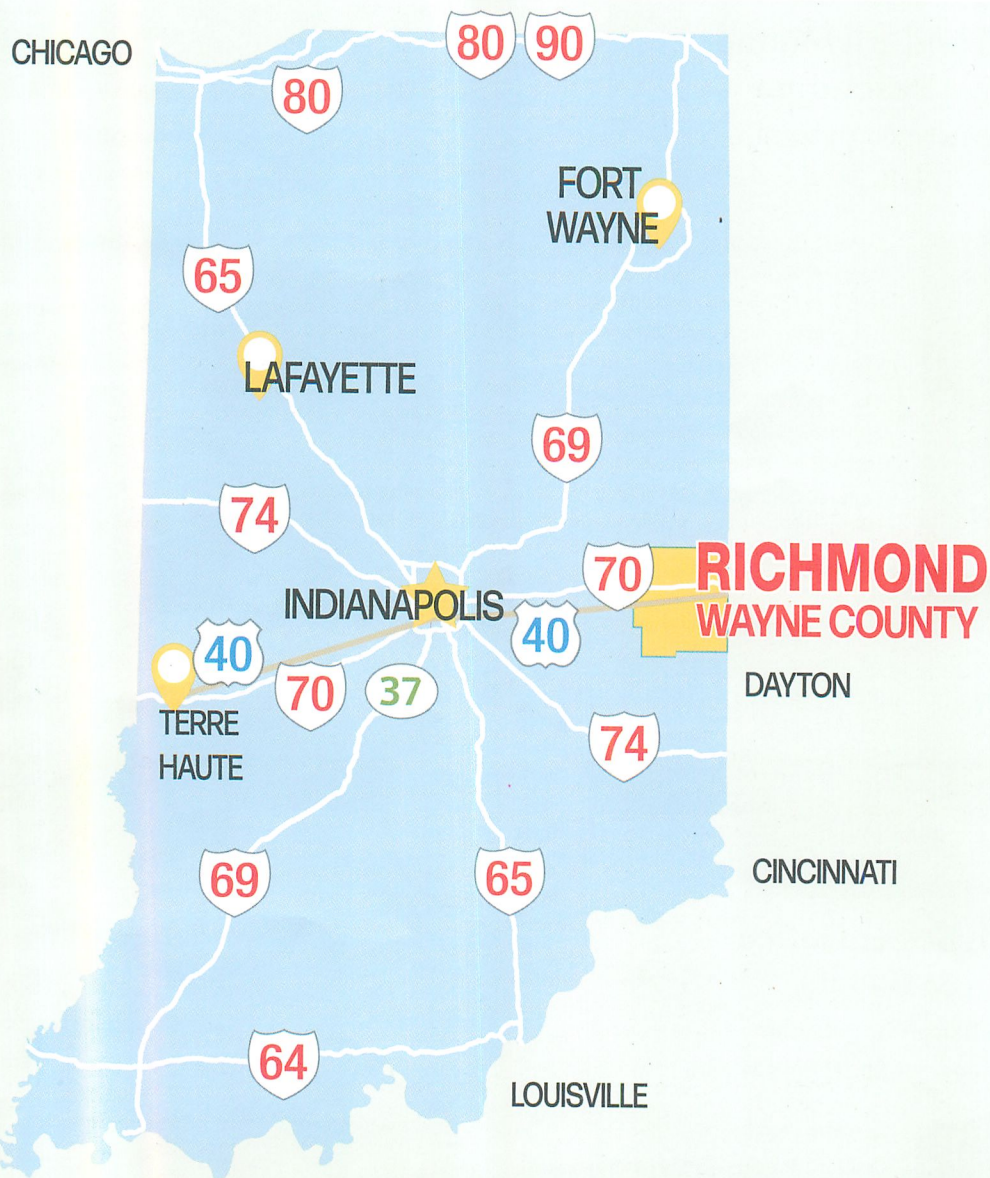 80 90
CHICAGO
80
FORT
WAYNE
65
LAFAYETTE
69
74
70
RICHMOND
WAYNE COUNTY
INDIANAPOLIS
40
40
70
37
DAYTON
TERRE
HAUTE
74
69
65
CINCINNATI
64
LOUISVILLE